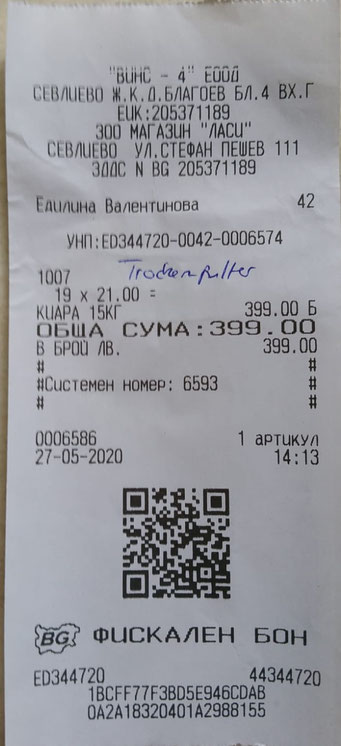 "ВИНС - 4" ЕООД
СЕВЛИЕВО Ж.К.Д.БЛАГОЕВ БЛ.4 ВХ.Г
ЕИК:205371189
ЗОО МАГАЗИН "ЛАСИ"
СЕВЛИЕВО УЛ.СТЕФАН ПЕШЕВ 111
ЗДДС N BG 205371189
Едилина Валентинова 42
УНП:ED344720-0042-0006574
1007 Trockenfutter
19 x 21.00 =
КЦАРА 15КГ 399.00 Б
ОБЩА СУМА:399.00
В БРОЙ ЛВ. 399.00
# #
#Системен номер: 6593 #
# #
0006586 1 артикул
27-05-2020 14:13
BG ФИСКАЛЕН БОН
ED344720 44344720
1BCFF77F3BD5E946CDAB
0A2A18320401A2988155